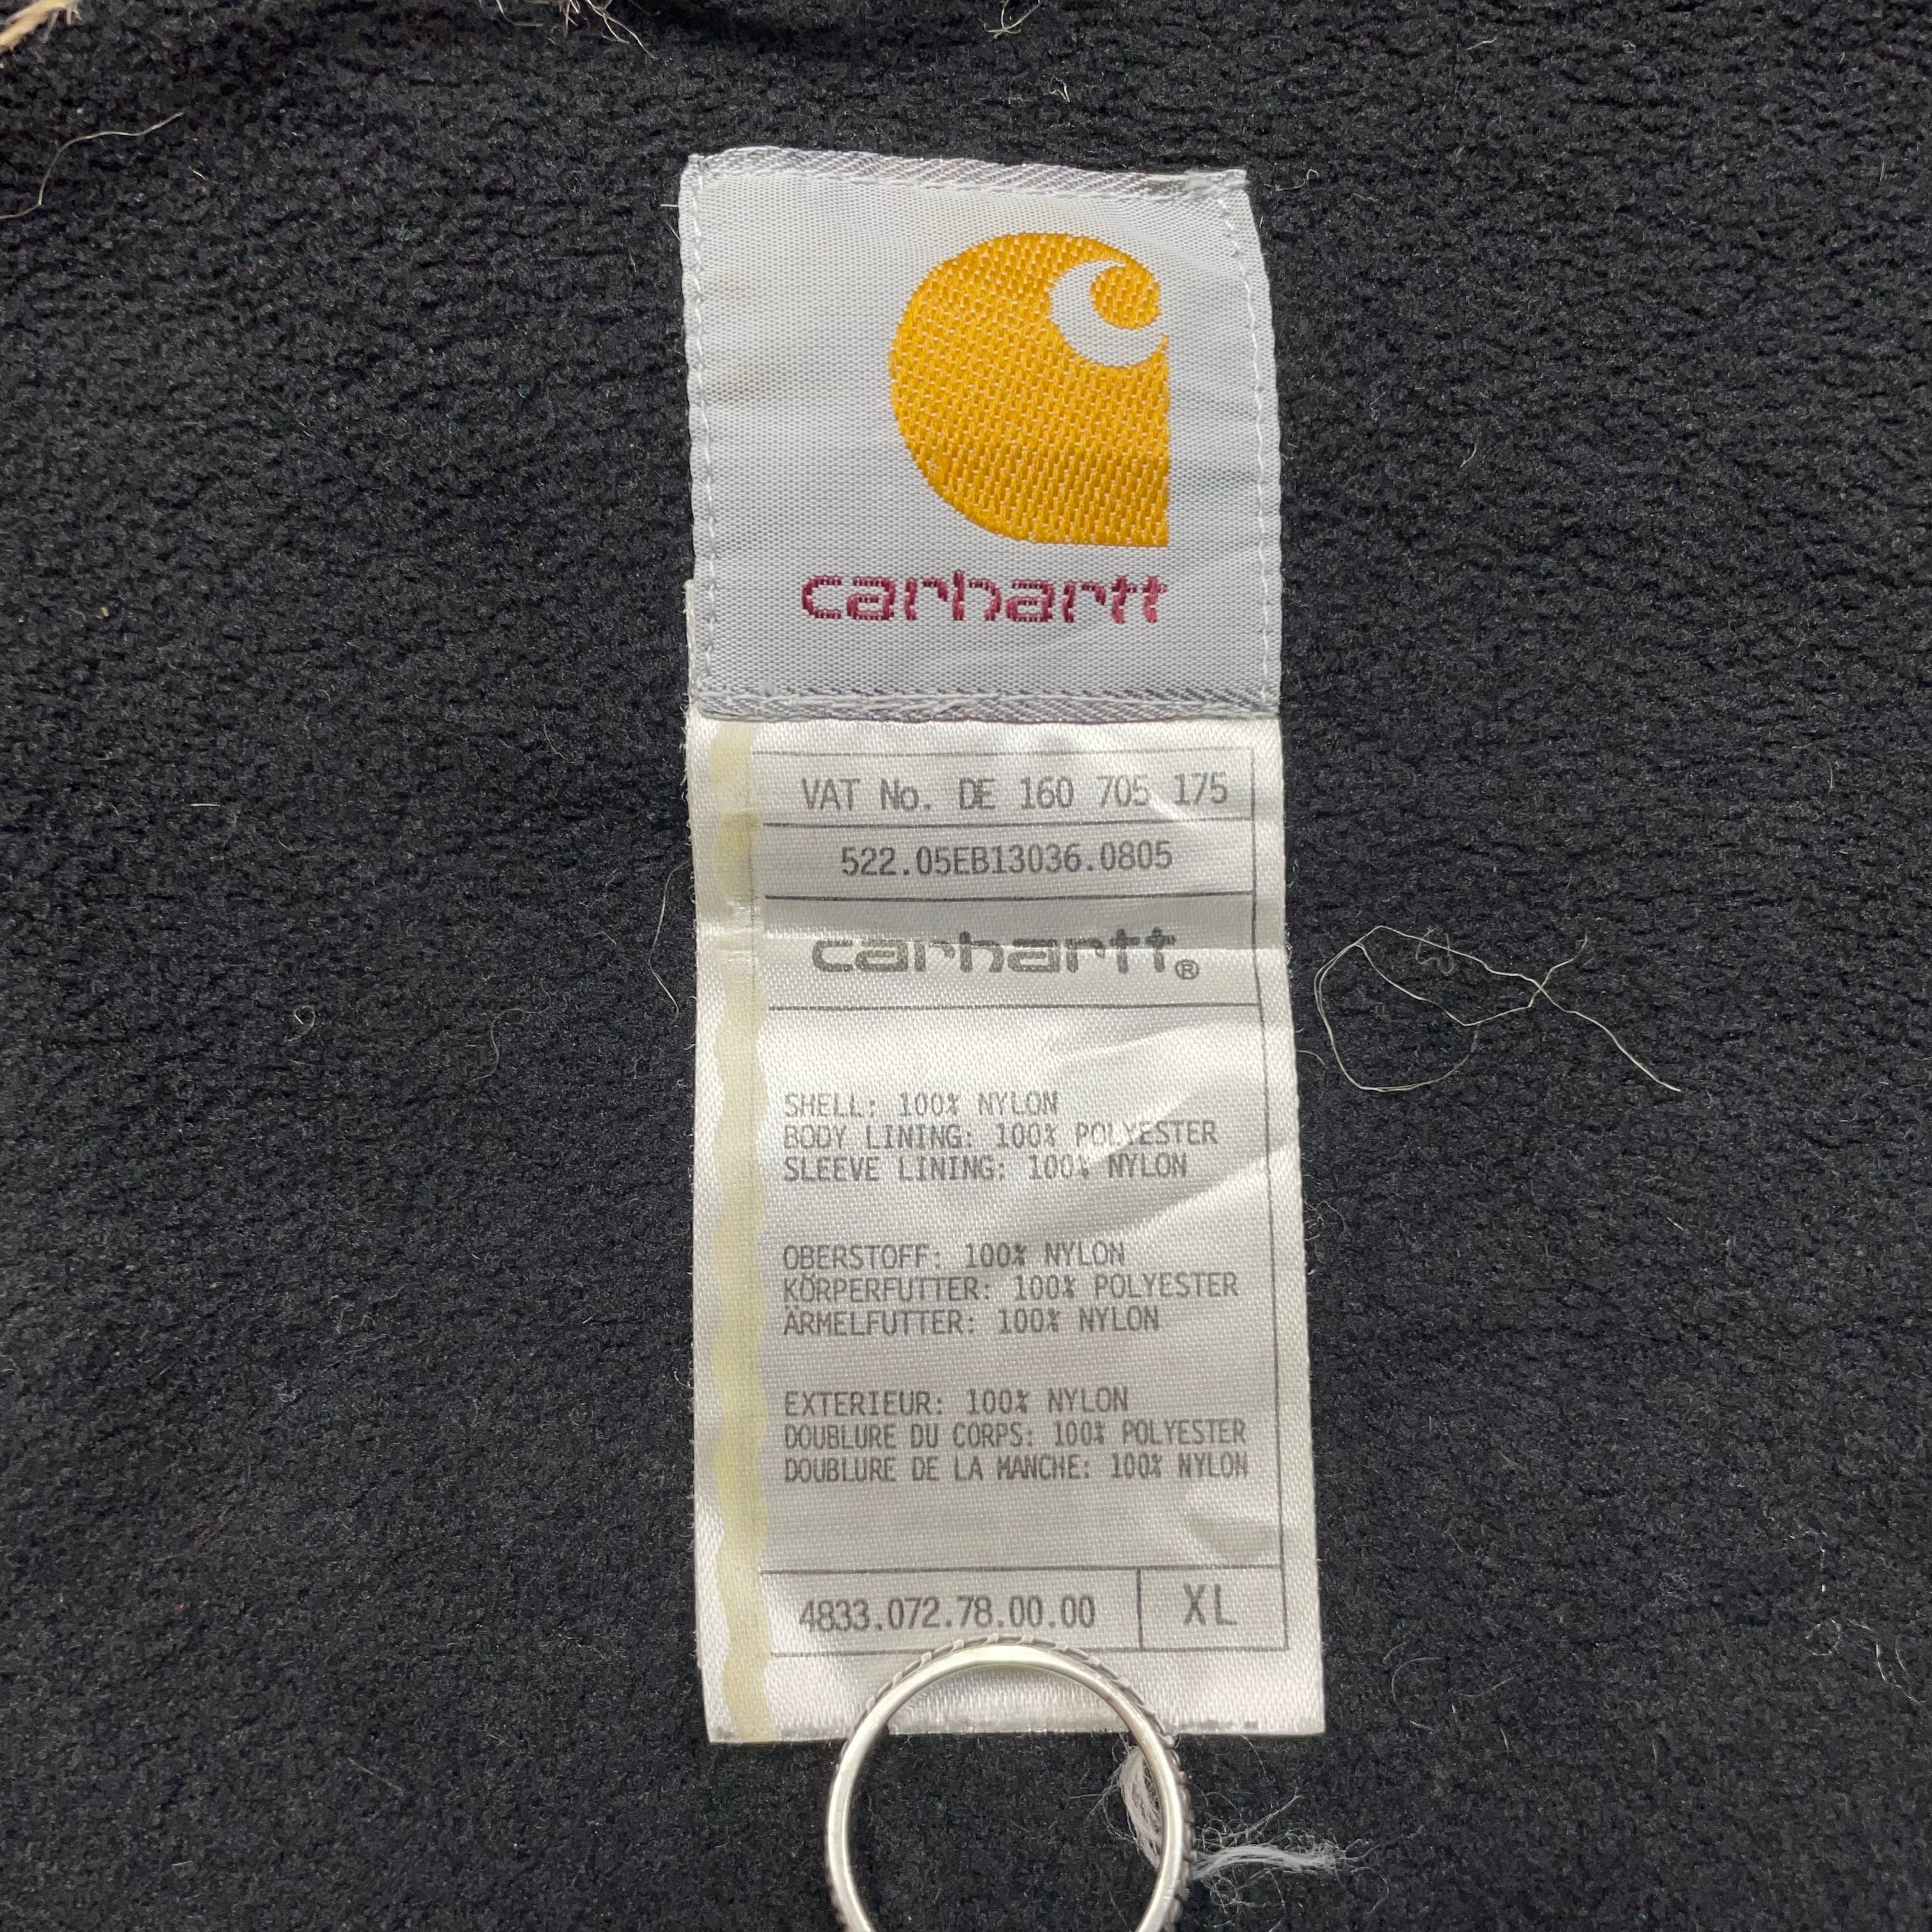 carhartt
VAT No. DE 160 705 175
522.05EB13036.0805
carhartt®
SHELL: 100% NYLON
BODY LINING: 100% POLYESTER
SLEEVE LINING: 100% NYLON
OBERSTOFF: 100% NYLON
KÖRPERFUTTER: 100% POLYESTER
ÄRMELFUTTER: 100% NYLON
EXTERIEUR: 100% NYLON
DOUBLURE DU CORPS: 100% POLYESTER
DOUBLURE DE LA MANCHE: 100% NYLON
4833.072.78.00.00 XL